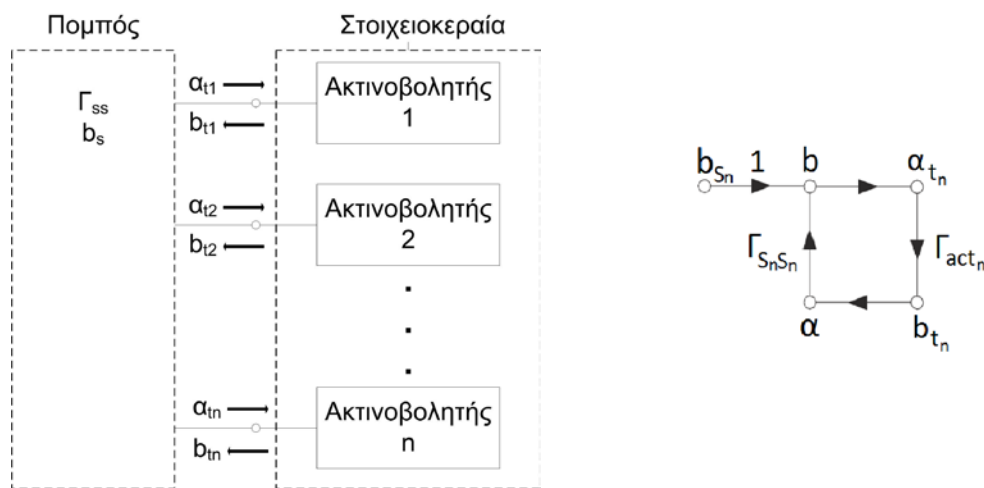 Πομπός
Στοιχειοκεραία
Γss
bs
αt1
bt1
Ακτινοβολητής
1
αt2
bt2
Ακτινοβολητής
2
.
.
.
αtn
btn
Ακτινοβολητής
n
bSn 1 b αtn
ΓSnSn Γactn
α btn